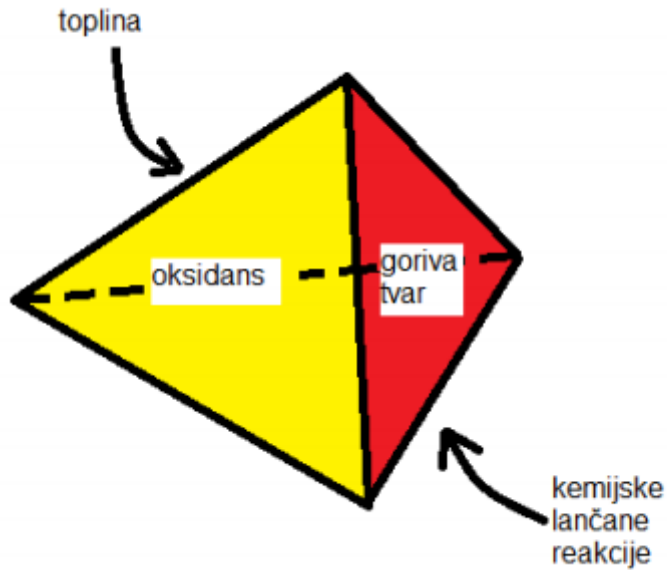 toplina
oksidans
goriva
tvar
kemijske
lančane
reakcije